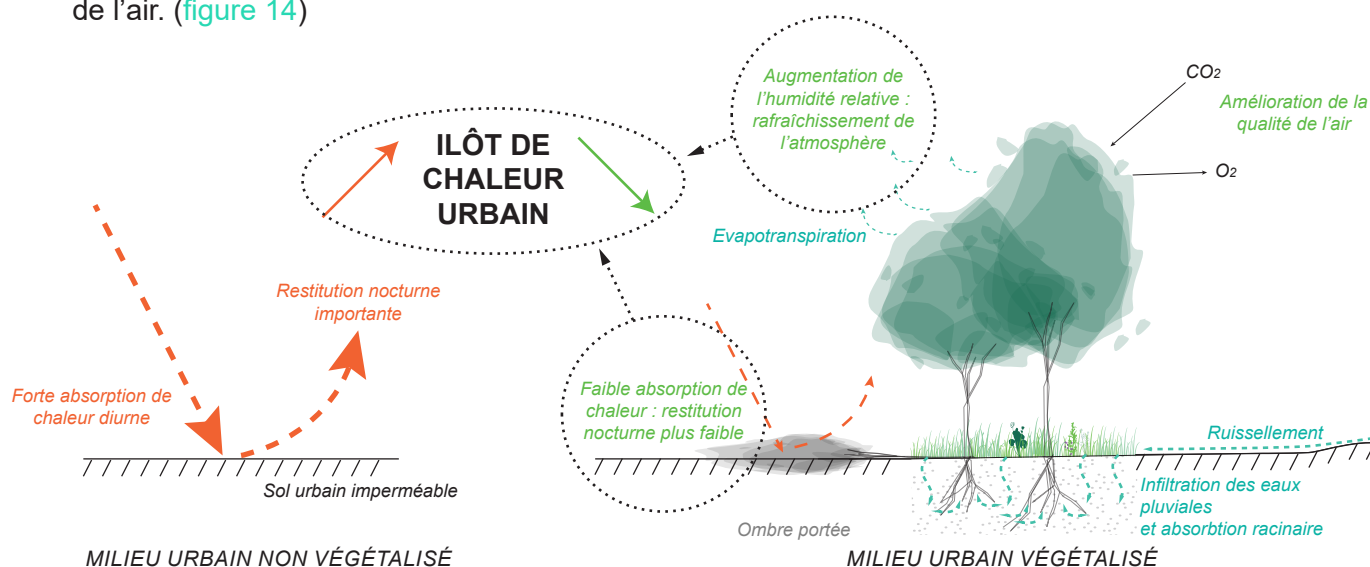 de l'air. (figure 14)
ILÔT DE
CHALEUR
URBAIN
Augmentation de
l'humidité relative :
rafraîchissement de
l'atmosphère
CO2
Amélioration de la
qualité de l'air
O2
Evapotranspiration
Restitution nocturne
importante
Forte absorption de
chaleur diurne
Faible absorption de
chaleur : restitution
nocturne plus faible
Ruissellement
Sol urbain imperméable
Infiltration des eaux
pluviales
et absorbtion racinaire
Ombre portée
MILIEU URBAIN NON VÉGÉTALISÉ
MILIEU URBAIN VÉGÉTALISÉ